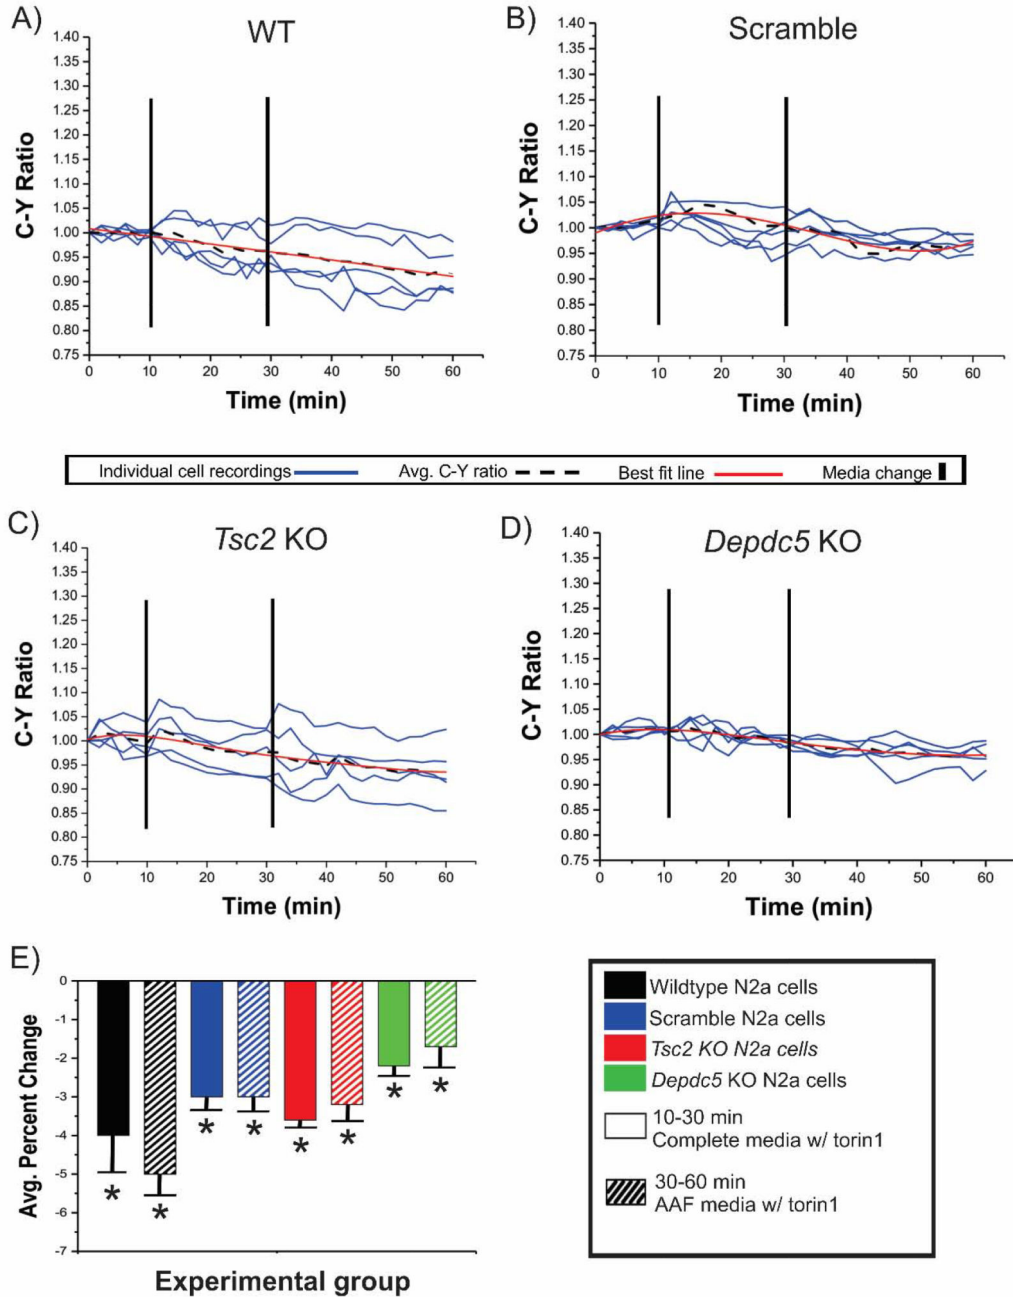 A)
WT
1.40
1.35
1.30
1.25
1.20
1.15
1.10
1.05
1.00
0.95
0.90
0.85
0.80
0.75
C-Y Ratio
0 10 20 30 40 50 60
Time (min)
B)
Scramble
1.40
1.35
1.30
1.25
1.20
1.15
1.10
1.05
1.00
0.95
0.90
0.85
0.80
0.75
C-Y Ratio
0 10 20 30 40 50 60
Time (min)
Individual cell recordings Avg. C-Y ratio Best fit line Media change
C)
Tsc2 KO
1.40
1.35
1.30
1.25
1.20
1.15
1.10
1.05
1.00
0.95
0.90
0.85
0.80
0.75
C-Y Ratio
0 10 20 30 40 50 60
Time (min)
D)
Depdc5 KO
1.40
1.35
1.30
1.25
1.20
1.15
1.10
1.05
1.00
0.95
0.90
0.85
0.80
0.75
C-Y Ratio
0 10 20 30 40 50 60
Time (min)
E)
0
-1
-2
-3
-4
-5
-6
-7
Avg. Percent Change
* * * * * * * *
Experimental group
Wildtype N2a cells
Scramble N2a cells
Tsc2 KO N2a cells
Depdc5 KO N2a cells
10-30 min
Complete media w/ torin1
30-60 min
AAF media w/ torin1